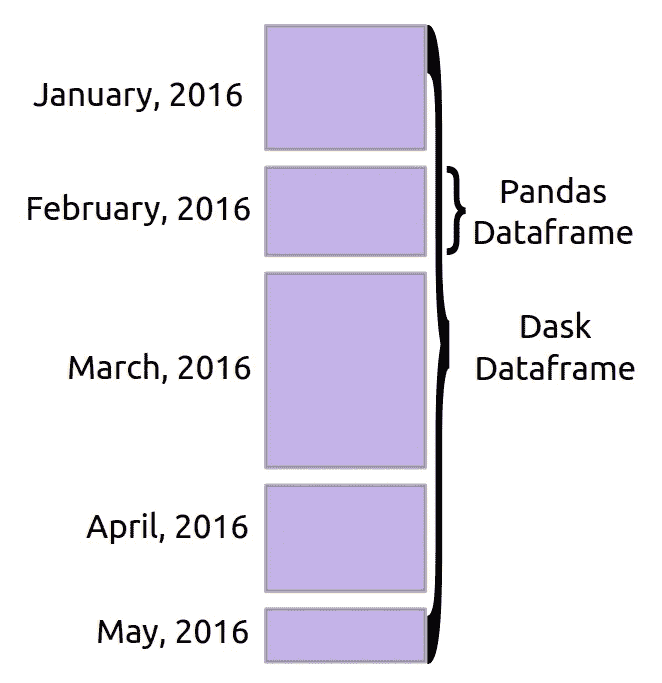 January, 2016
February, 2016
Pandas
Dataframe
Dask
Dataframe
March, 2016
April, 2016
May, 2016